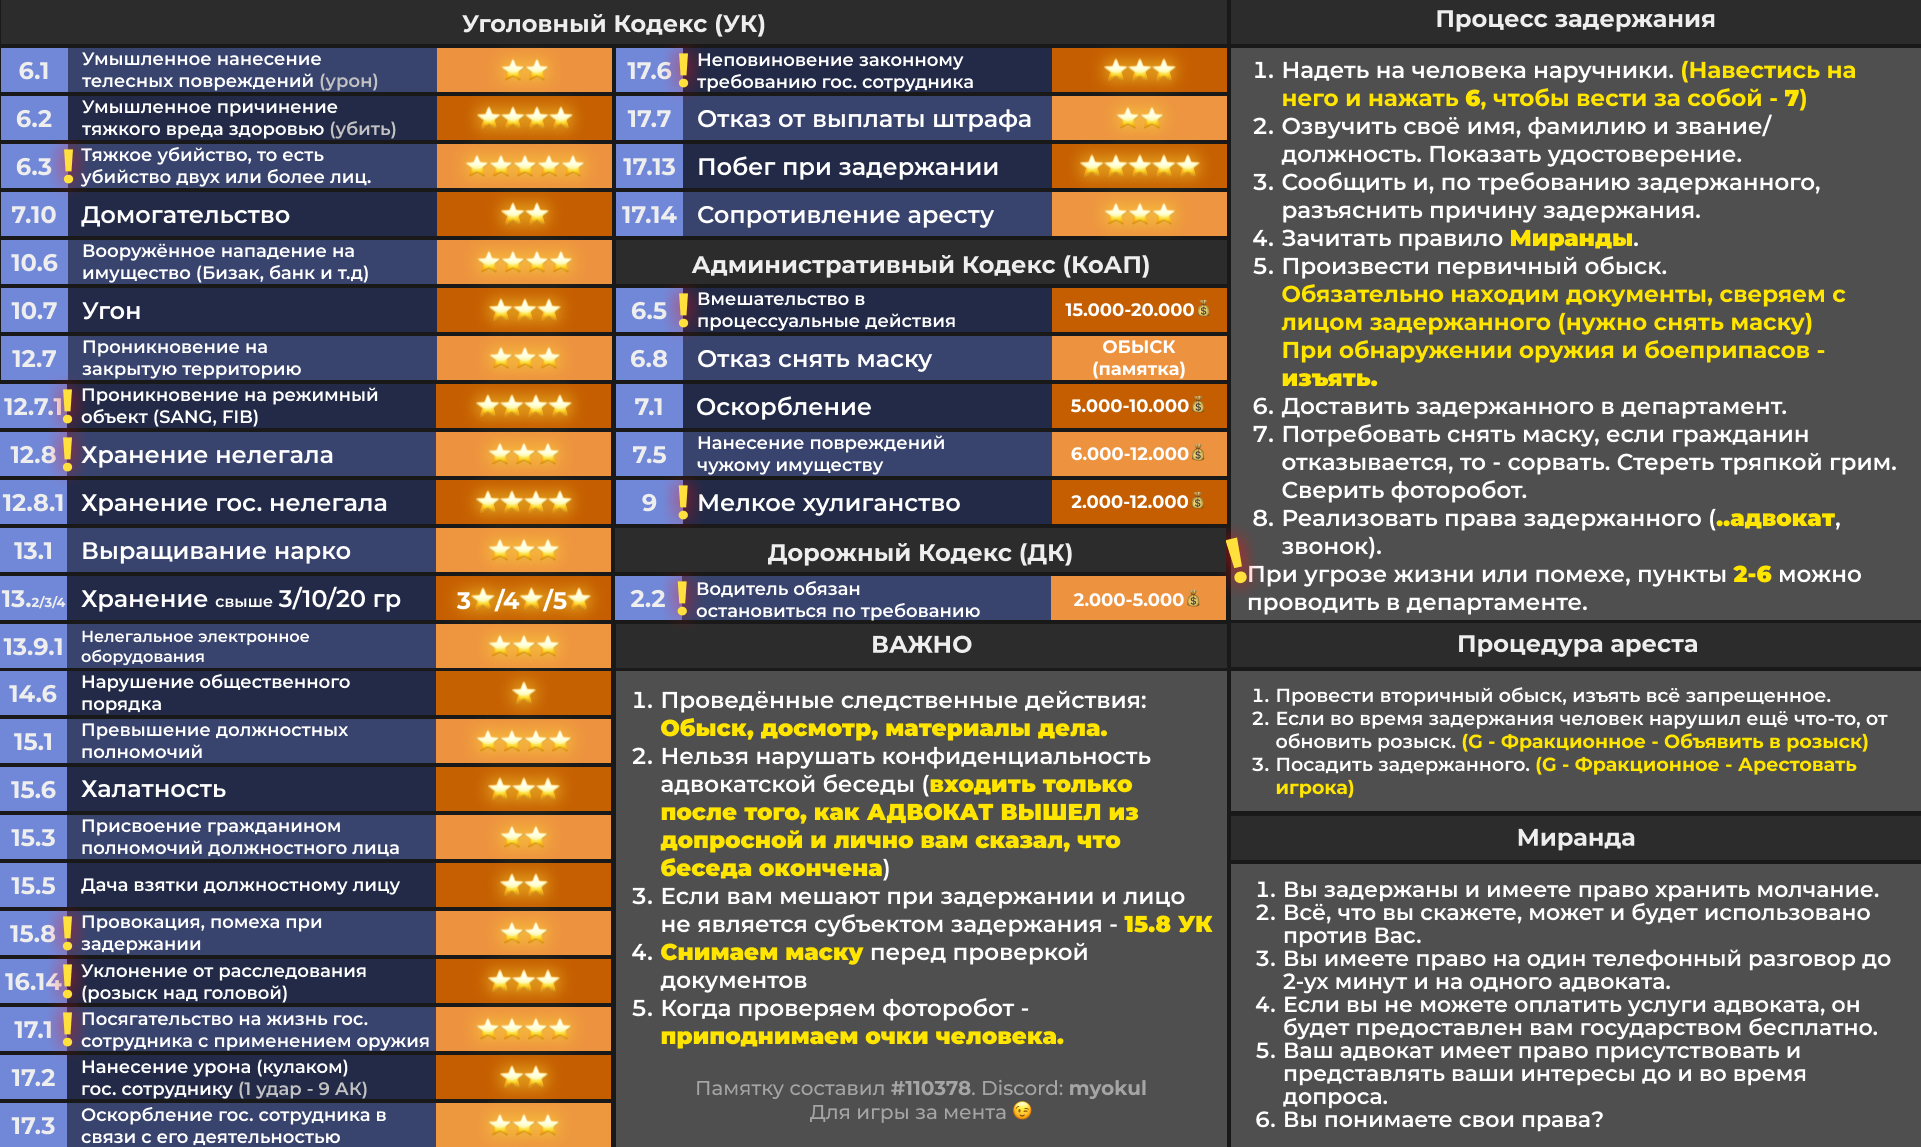 Уголовный Кодекс (УК)
6.1
Умышленное нанесение
телесных повреждений (урон)
6.2
Умышленное причинение
тяжкого вреда здоровью (убить)
6.3
Тяжкое убийство, то есть
убийство двух или более лиц.
7.10
Домогательство
10.6
Вооружённое нападение на
имущество (Бизак, банк и т.д)
10.7
Угон
12.7
Проникновение на
закрытую территорию
12.7.1
Проникновение на режимный
объект (SANG, FIB)
12.8
Хранение нелегала
12.8.1
Хранение гос. нелегала
13.1
Выращивание нарко
13.2/3/4
Хранение свыше 3/10/20 гр
3⭐/4⭐/5⭐
13.9.1
Нелегальное электронное
оборудования
14.6
Нарушение общественного
порядка
15.1
Превышение должностных
полномочий
15.6
Халатность
15.3
Присвоение гражданином
полномочий должностного лица
15.5
Дача взятки должностному лицу
15.8
Провокация, помеха при
задержании
16.14
Уклонение от расследования
(розыск над головой)
17.1
Посягательство на жизнь гос.
сотрудника с применением оружия
17.2
Нанесение урона (кулаком)
гос. сотруднику (1 удар - 9 АК)
17.3
Оскорбление гос. сотрудника в
связи с его деятельностью
17.6
Неповиновение законному
требованию гос. сотрудника
17.7
Отказ от выплаты штрафа
17.13
Побег при задержании
17.14
Сопротивление аресту
Административный Кодекс (КоАП)
6.5
Вмешательство в
процессуальные действия
15.000-20.000
6.8
Отказ снять маску
ОБЫСК
(памятка)
7.1
Оскорбление
5.000-10.000
7.5
Нанесение повреждений
чужому имуществу
6.000-12.000
9
Мелкое хулиганство
2.000-12.000
Дорожный Кодекс (ДК)
2.2
Водитель обязан
остановиться по требованию
2.000-5.000
ВАЖНО
1. Проведённые следственные действия:
Обыск, досмотр, материалы дела.
2. Нельзя нарушать конфиденциальность
адвокатской беседы (входить только
после того, как АДВОКАТ ВЫШЕЛ из
допросной и лично вам сказал, что
беседа окончена)
3. Если вам мешают при задержании и лицо
не является субъектом задержания - 15.8 УК
4. Снимаем маску перед проверкой
документов
5. Когда проверяем фоторобот -
приподнимаем очки человека.
Памятку составил #110378. Discord: myokul
Для игры за мента 😉
Процесс задержания
1. Надеть на человека наручники. (Навестись на
него и нажать 6, чтобы вести за собой - 7)
2. Озвучить своё имя, фамилию и звание/
должность. Показать удостоверение.
3. Сообщить и, по требованию задержанного,
разъяснить причину задержания.
4. Зачитать правило Миранды.
5. Произвести первичный обыск.
Обязательно находим документы, сверяем с
лицом задержанного (нужно снять маску)
При обнаружении оружия и боеприпасов -
изъять.
6. Доставить задержанного в департамент.
7. Потребовать снять маску, если гражданин
отказывается, то - сорвать. Стереть тряпкой грим.
Сверить фоторобот.
8. Реализовать права задержанного (..адвокат,
звонок).
При угрозе жизни или помехе, пункты 2-6 можно
проводить в департаменте.
Процедура ареста
1. Провести вторичный обыск, изъять всё запрещенное.
2. Если во время задержания человек нарушил ещё что-то, от
обновить розыск. (G - Фракционное - Объявить в розыск)
3. Посадить задержанного. (G - Фракционное - Арестовать
игрока)
Миранда
1. Вы задержаны и имеете право хранить молчание.
2. Всё, что вы скажете, может и будет использовано
против Вас.
3. Вы имеете право на один телефонный разговор до
2-ух минут и на одного адвоката.
4. Если вы не можете оплатить услуги адвоката, он
будет предоставлен вам государством бесплатно.
5. Ваш адвокат имеет право присутствовать и
представлять ваши интересы до и во время
допроса.
6. Вы понимаете свои права?